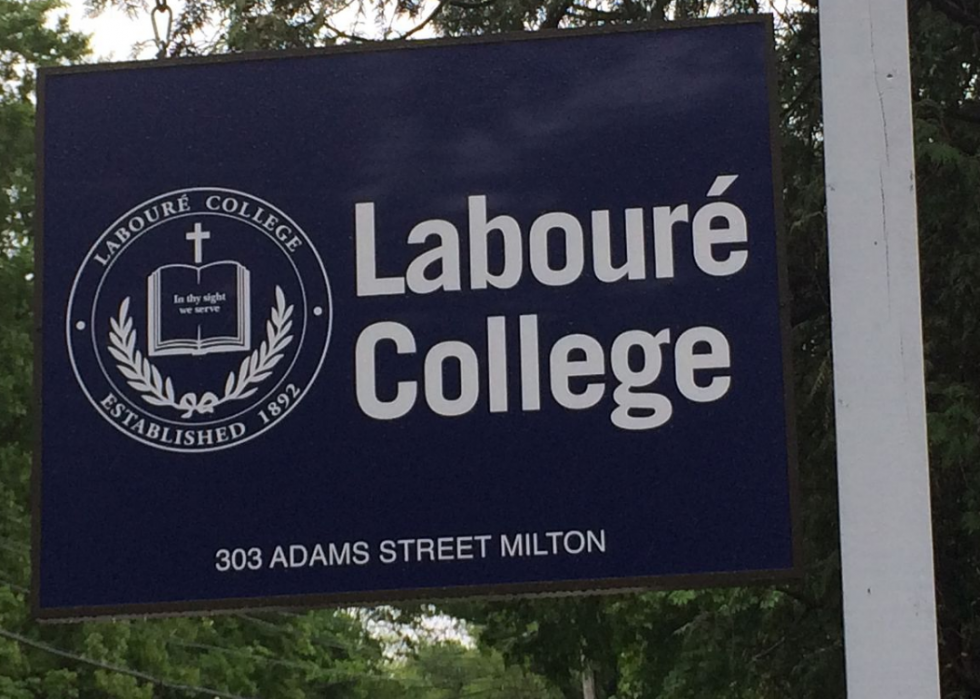 LABOURÉ COLLEGE
In thy sight
we serve
ESTABLISHED 1892
Labouré
College
303 ADAMS STREET MILTON